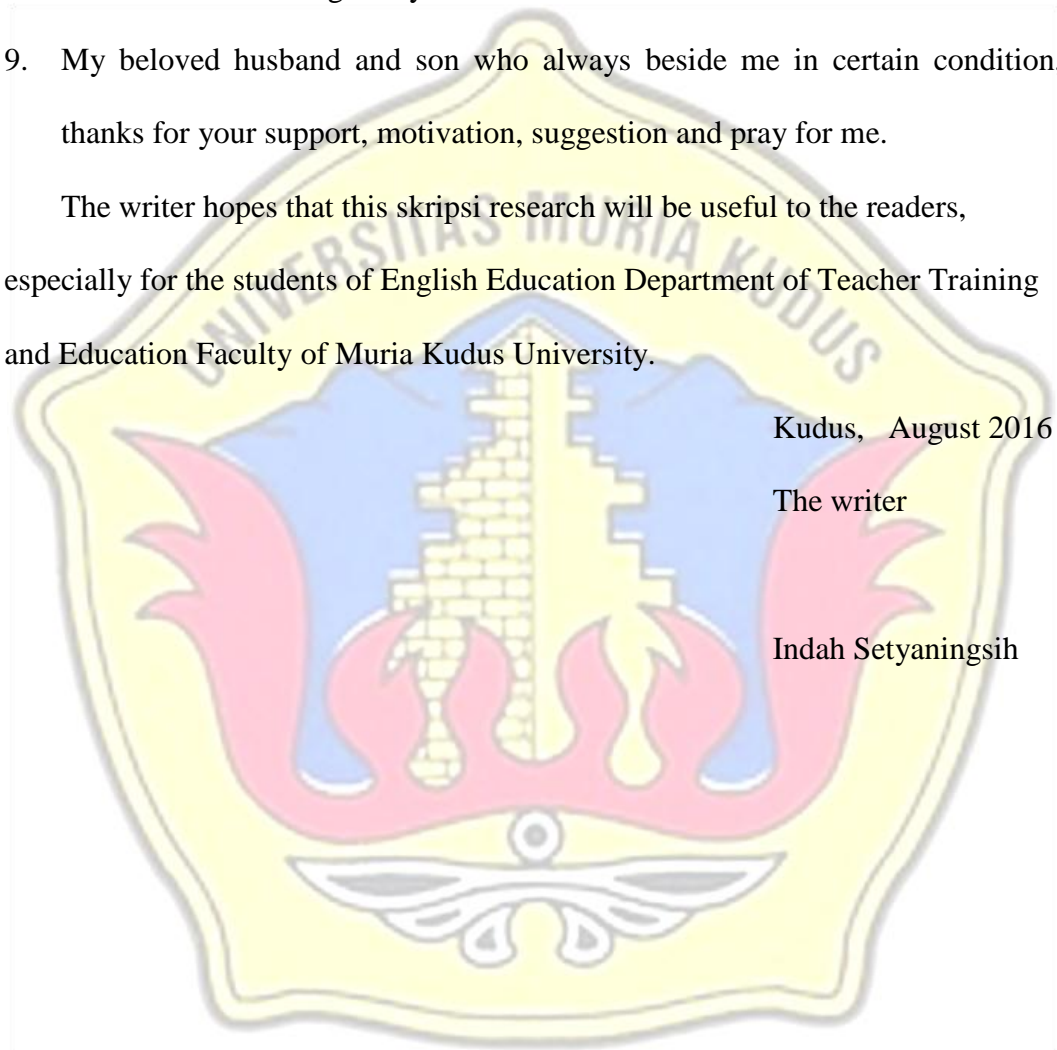 9. My beloved husband and son who always beside me in certain condition.
thanks for your support, motivation, suggestion and pray for me.
The writer hopes that this skripsi research will be useful to the readers,
especially for the students of English Education Department of Teacher Training
and Education Faculty of Muria Kudus University.
UNIVERSITAS MURIA KUDUS
Kudus, August 2016
The writer
Indah Setyaningsih